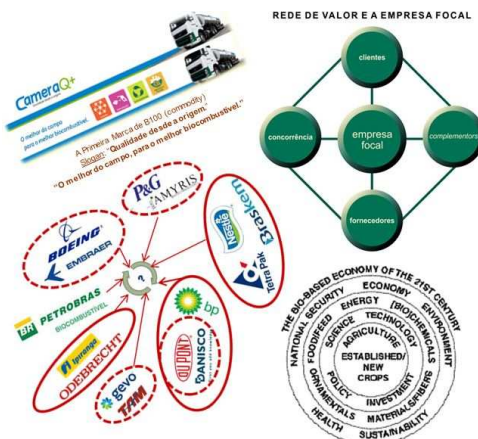 CameraQ+
O melhor do campo
para o melhor biocombustível.
A Primeira Marca de B100 (commodity)
Slogan: "Qualidade desde a origem."
"O melhor do campo, para o melhor biocombustível."
REDE DE VALOR E A EMPRESA FOCAL
clientes
concorrência
empresa
focal
complementors
fornecedores
P&G
AMYRIS
BOEING
EMBRAER
Nestlé
Braskem
Tetra Pak
?
BR PETROBRAS
BIOCOMBUSTÍVEL
bp
Ipiranga
ODEBRECHT
DUPONT
DANISCO
gevo
TAM
THE BIO-BASED ECONOMY OF THE 21ST CENTURY
NATIONAL SECURITY ECONOMY ENVIRONMENT
FOOD/FEED ENERGY [BIO]CHEMICALS
SCIENCE TECHNOLOGY
AGRICULTURE
ESTABLISHED/
NEW
CROPS
POLICY INVESTMENT
ORNAMENTALS MATERIALS/FIBERS
HEALTH SUSTAINABILITY